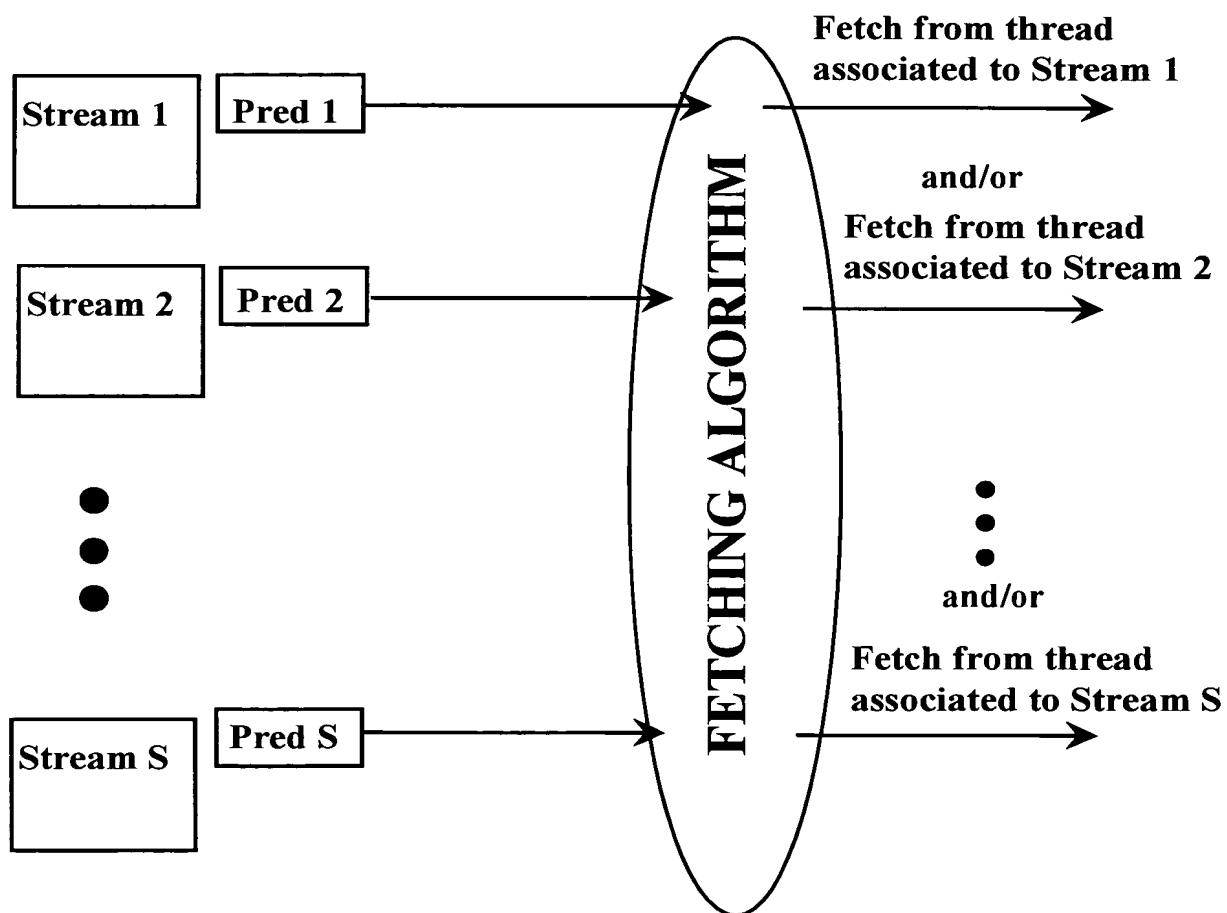 Fetch from thread
associated to Stream 1
Stream 1
Pred 1
and/or
Fetch from thread
associated to Stream 2
Stream 2
Pred 2
FETCHING ALGORITHM
and/or
Fetch from thread
associated to Stream S
Stream S
Pred S